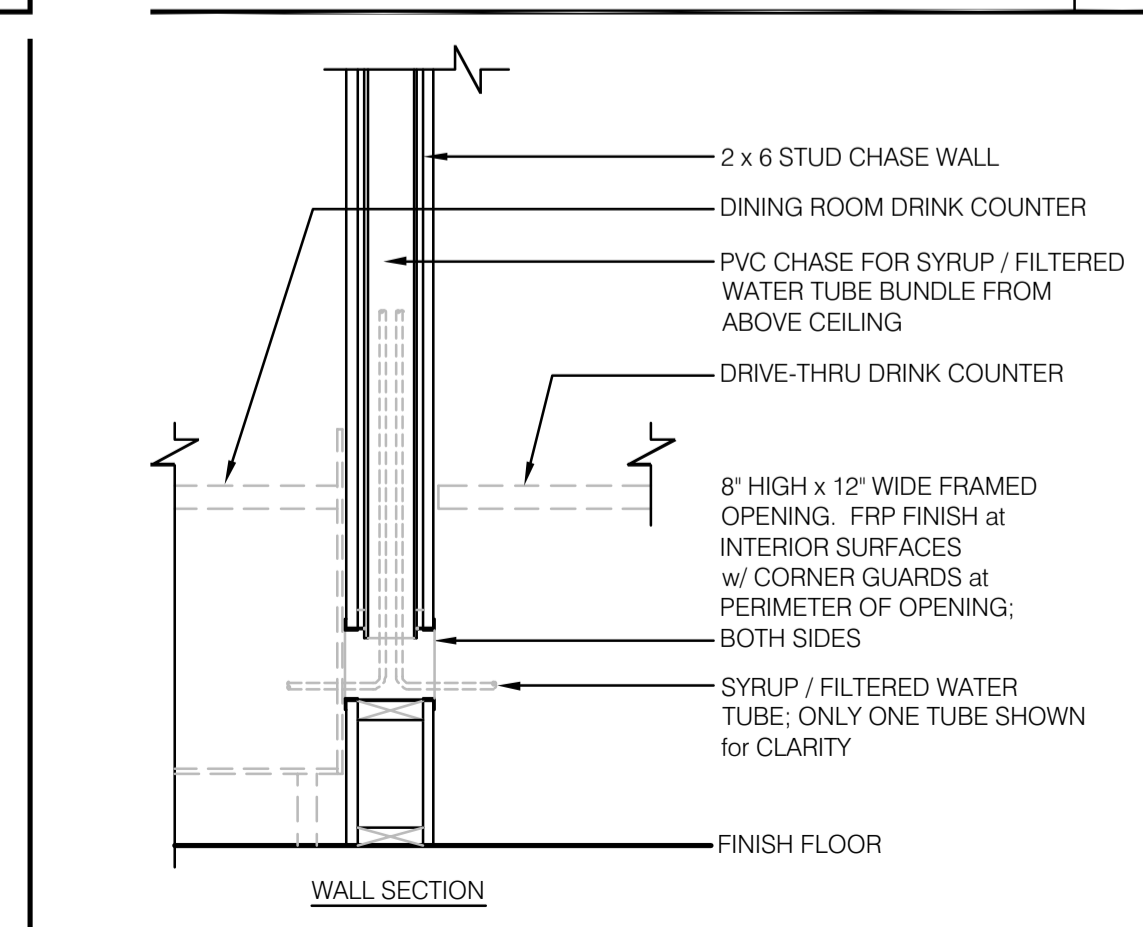 2 x 6 STUD CHASE WALL
DINING ROOM DRINK COUNTER
PVC CHASE FOR SYRUP / FILTERED
WATER TUBE BUNDLE FROM
ABOVE CEILING
DRIVE-THRU DRINK COUNTER
8" HIGH x 12" WIDE FRAMED
OPENING. FRP FINISH at
INTERIOR SURFACES
w/ CORNER GUARDS at
PERIMETER OF OPENING;
BOTH SIDES
SYRUP / FILTERED WATER
TUBE; ONLY ONE TUBE SHOWN
for CLARITY
FINISH FLOOR
WALL SECTION